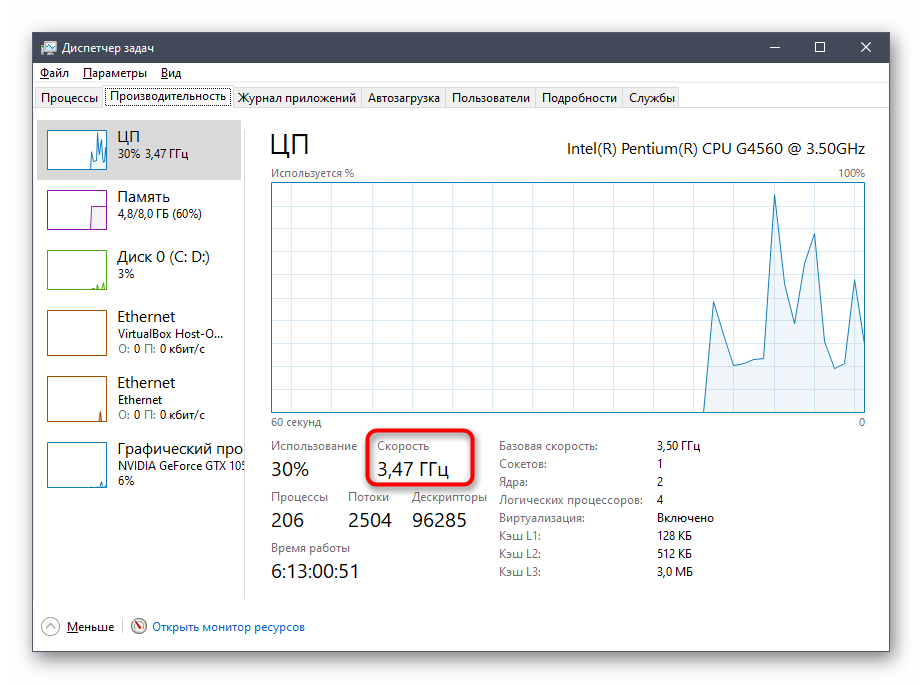 Диспетчер задач
Файл Параметры Вид
Процессы Производительность Журнал приложений Автозагрузка Пользователи Подробности Службы
ЦП
30% 3,47 ГГц
Память
4,8/8,0 ГБ (60%)
Диск 0 (C: D:)
3%
Ethernet
VirtualBox Host-O...
О: 0 П: 0 кбит/с
Ethernet
Ethernet
О: 0 П: 0 кбит/с
Графический про
NVIDIA GeForce GTX 105
6%
ЦП
Intel(R) Pentium(R) CPU G4560 @ 3.50GHz
Используется % 100%
60 секунд 0
Использование Скорость
30% 3,47 ГГц
Процессы Потоки Дескрипторы
206 2504 96285
Время работы
6:13:00:51
Базовая скорость: 3,50 ГГц
Сокетов: 1
Ядра: 2
Логических процессоров: 4
Виртуализация: Включено
Кэш L1: 128 КБ
Кэш L2: 512 КБ
Кэш L3: 3,0 МБ
Меньше Открыть монитор ресурсов